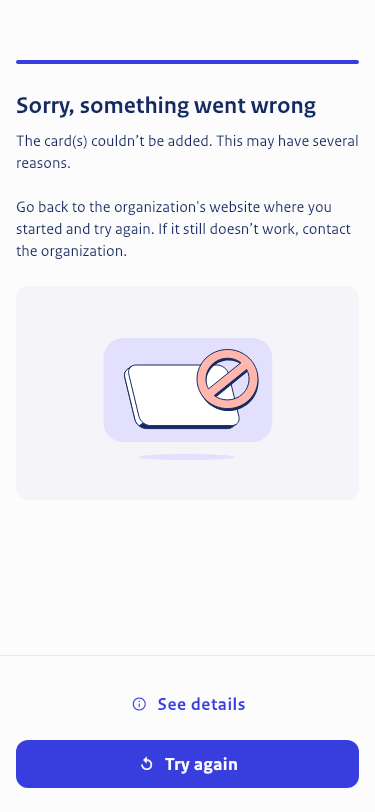 Sorry, something went wrong
The card(s) couldn’t be added. This may have several
reasons.
Go back to the organization's website where you
started and try again. If it still doesn’t work, contact
the organization.
See details
Try again